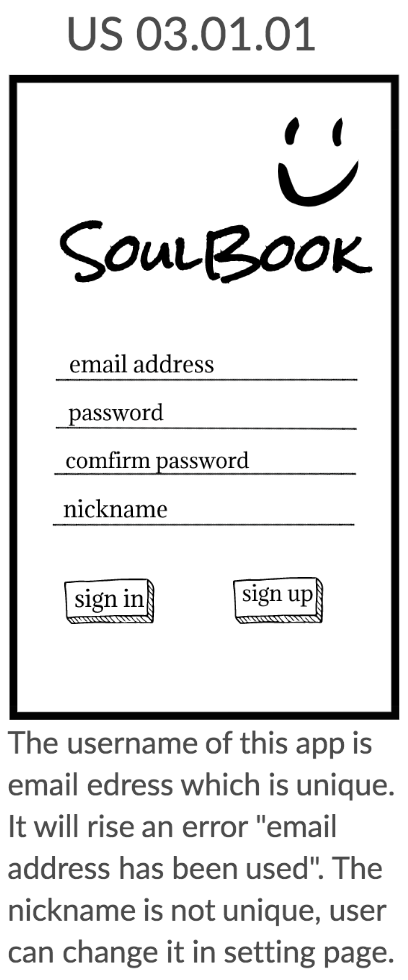 US 03.01.01
SOULBOOK
email address
password
comfirm password
nickname
sign in
sign up
The username of this app is
email edress which is unique.
It will rise an error "email
address has been used". The
nickname is not unique, user
can change it in setting page.